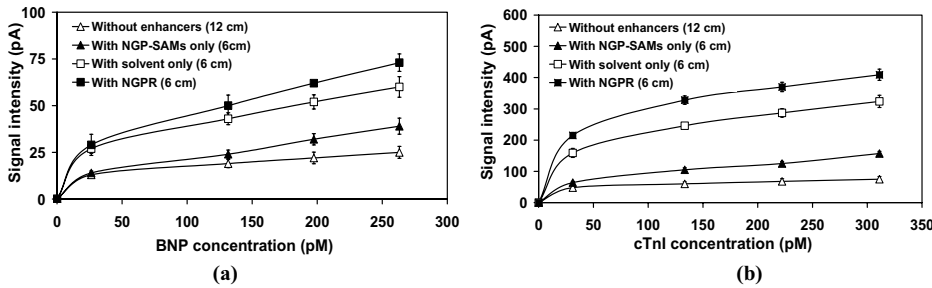 (a)
Signal intensity (pA)
100
75
50
25
0
Without enhancers (12 cm)
With NGP-SAMs only (6cm)
With solvent only (6 cm)
With NGPR (6 cm)
0 50 100 150 200 250 300
BNP concentration (pM)
(a)
(b)
Signal intensity (pA)
600
500
400
300
200
100
0
Without enhancers (12 cm)
With NGP-SAMs only (6 cm)
With solvent only (6 cm)
With NGPR (6 cm)
0 50 100 150 200 250 300 350
cTnI concentration (pM)
(b)